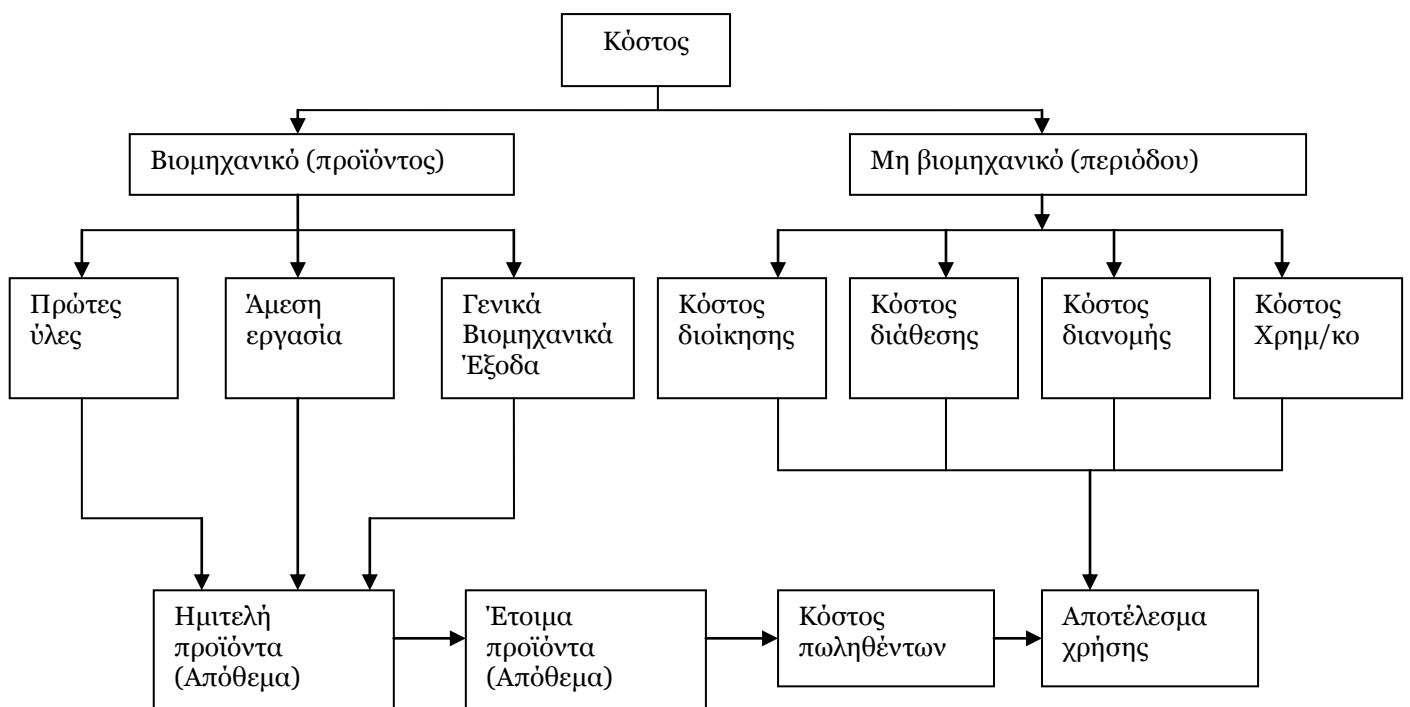 Κόστος
Βιομηχανικό (προϊόντος)
Μη βιομηχανικό (περιόδου)
Πρώτες
ύλες
Άμεση
εργασία
Γενικά
Βιομηχανικά
Έξοδα
Κόστος
διοίκησης
Κόστος
διάθεσης
Κόστος
διανομής
Κόστος
Χρημ/κο
Ημιτελή
προϊόντα
(Απόθεμα)
Έτοιμα
προϊόντα
(Απόθεμα)
Κόστος
πωληθέντων
Αποτέλεσμα
χρήσης